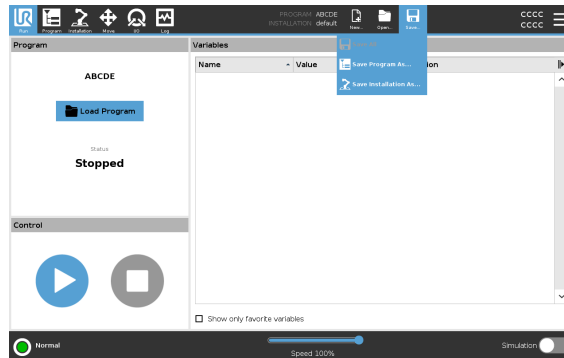 UR
Run
Program
Installation
Move
I/O
Log
PROGRAM ABCDE
INSTALLATION default
New...
Open...
Save...
CCCC
CCCC
Program
Variables
Save Program As...
Save Installation As...
Name
Value
ABCDE
Load Program
Status
Stopped
Control
Show only favorite variables
Normal
Speed 100%
Simulation